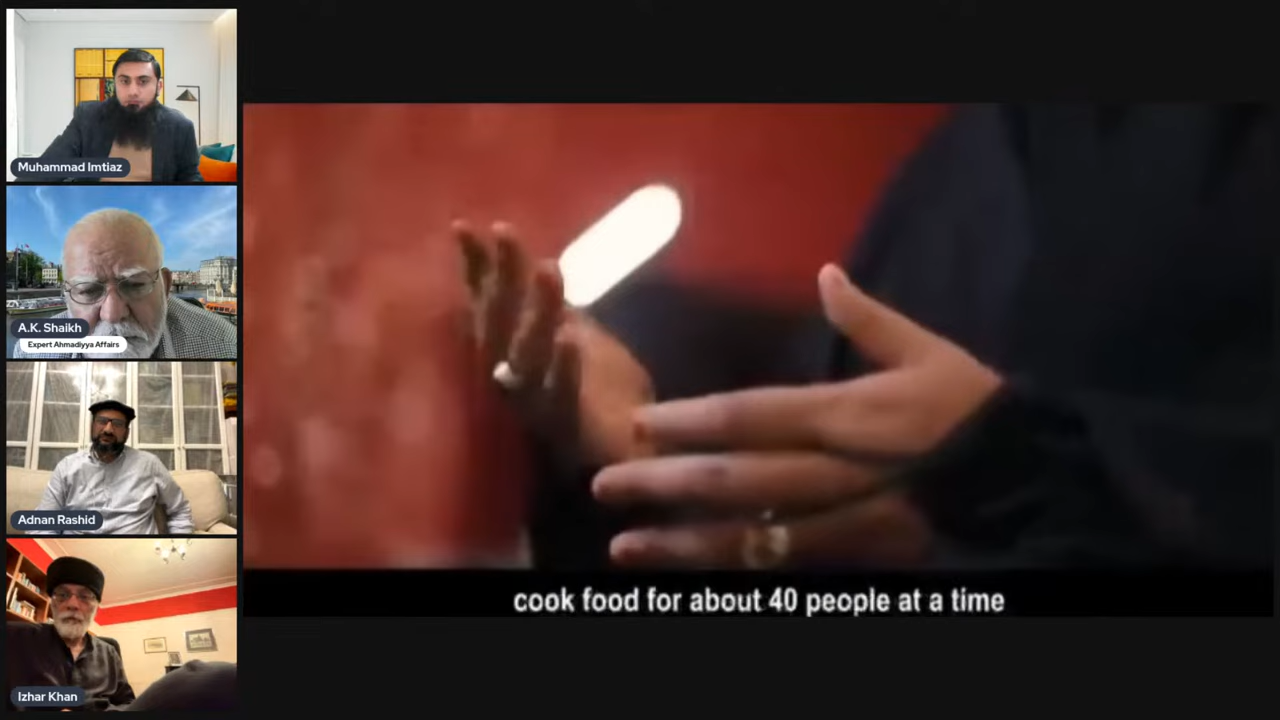 Muhammad Imtiaz
A.K. Shaikh
Expert Ahmadiyya Affairs
Adnan Rashid
Izhar Khan
cook food for about 40 people at a time